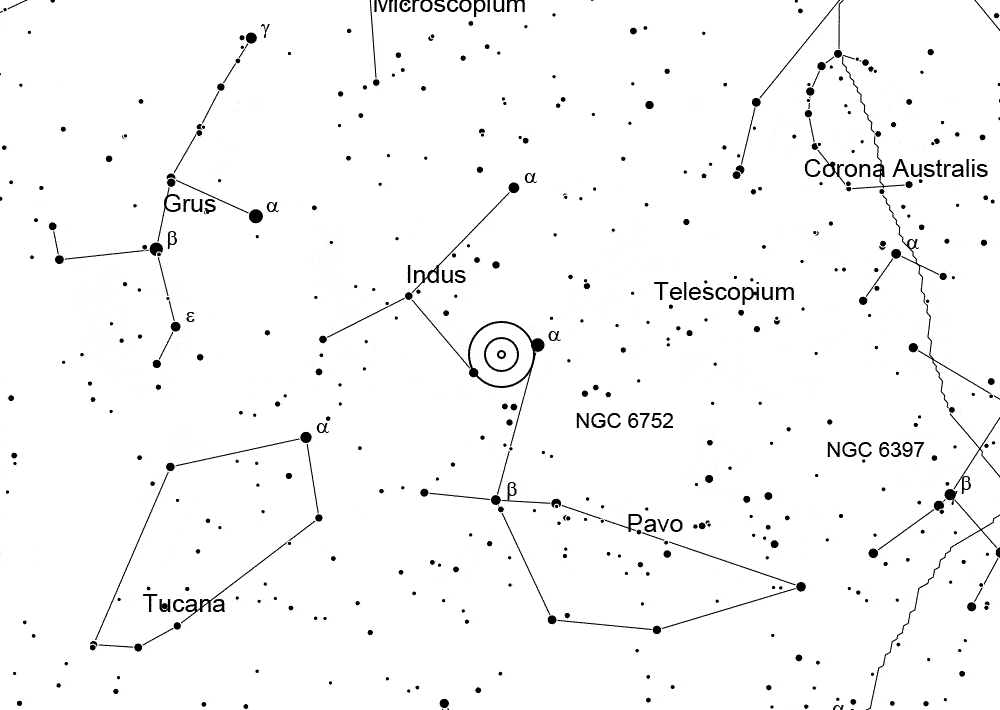 Microscopium
γ
Corona Australis
α
Grus
α
β
α
Indus
Telescopium
ε
α
NGC 6752
α
NGC 6397
β
β
Pavo
Tucana
α